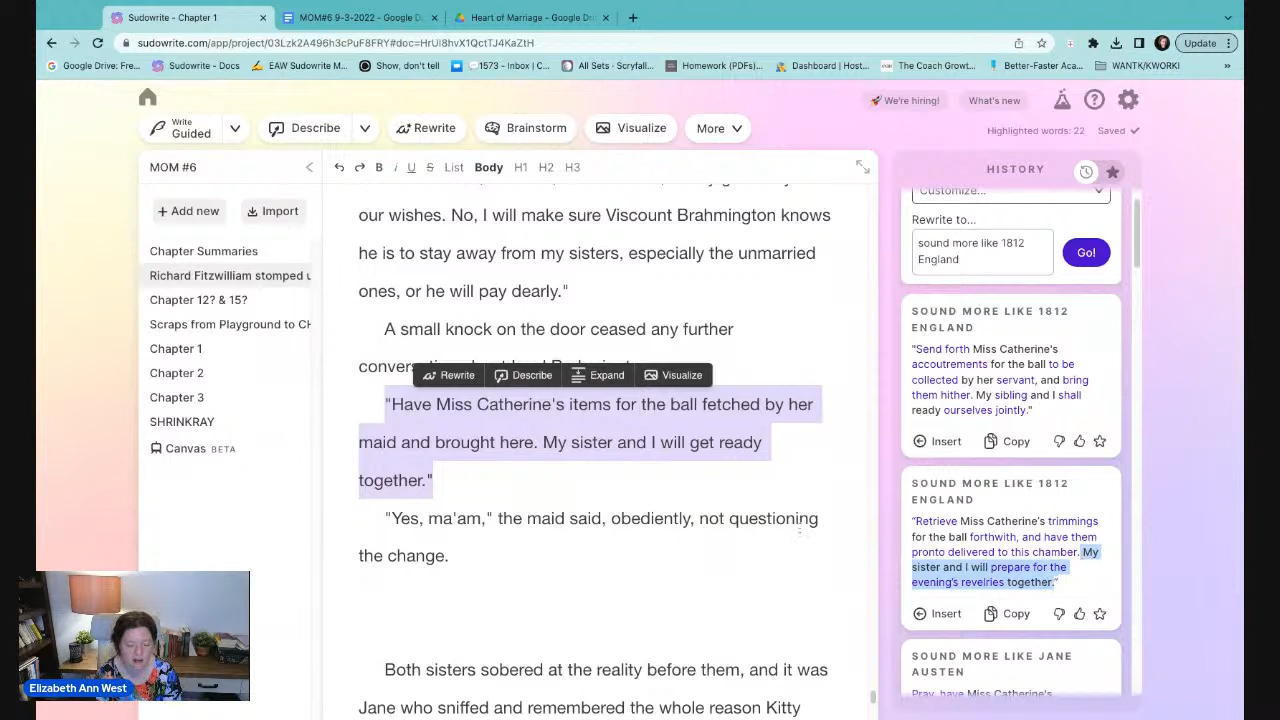 Sudowrite - Chapter 1
MOM#6 9-3-2022 - Google D
Heart of Marriage - Google Dri
sudowrite.com/app/project/03Lzk2A496h3cPuF8FRY#doc=HrUi8hvX1QctTJ4KaZtH
Update
Google Drive: Fre...
Sudowrite - Docs
EAW Sudowrite M...
Show, don't tell
1573 - Inbox | C...
All Sets · Scryfall...
Homework (PDFs)...
Dashboard | Host...
The Coach Growt...
Better-Faster Aca...
WANTK/KWORKI
We're hiring!
What's new
Write
Guided
Describe
Rewrite
Brainstorm
Visualize
More
Highlighted words: 22
Saved
MOM #6
B i U S List Body H1 H2 H3
HISTORY
Add new
Import
Chapter Summaries
Richard Fitzwilliam stomped u
Chapter 12? & 15?
Scraps from Playground to CH
Chapter 1
Chapter 2
Chapter 3
SHRINKRAY
Canvas BETA
our wishes. No, I will make sure Viscount Brahmington knows
he is to stay away from my sisters, especially the unmarried
ones, or he will pay dearly."
A small knock on the door ceased any further
Rewrite
Describe
Expand
Visualize
"Have Miss Catherine's items for the ball fetched by her
maid and brought here. My sister and I will get ready
together."
"Yes, ma'am," the maid said, obediently, not questioning
the change.
Both sisters sobered at the reality before them, and it was
Jane who sniffed and remembered the whole reason Kitty
Customize...
Rewrite to...
sound more like 1812
England
Go!
SOUND MORE LIKE 1812
ENGLAND
"Send forth Miss Catherine's
accoutrements for the ball to be
collected by her servant, and bring
them hither. My sibling and I shall
ready ourselves jointly."
Insert
Copy
SOUND MORE LIKE 1812
ENGLAND
"Retrieve Miss Catherine's trimmings
for the ball forthwith, and have them
pronto delivered to this chamber. My
sister and I will prepare for the
evening's revelries together."
Insert
Copy
SOUND MORE LIKE JANE
AUSTEN
Pray, have Miss Catherine's
Elizabeth Ann West